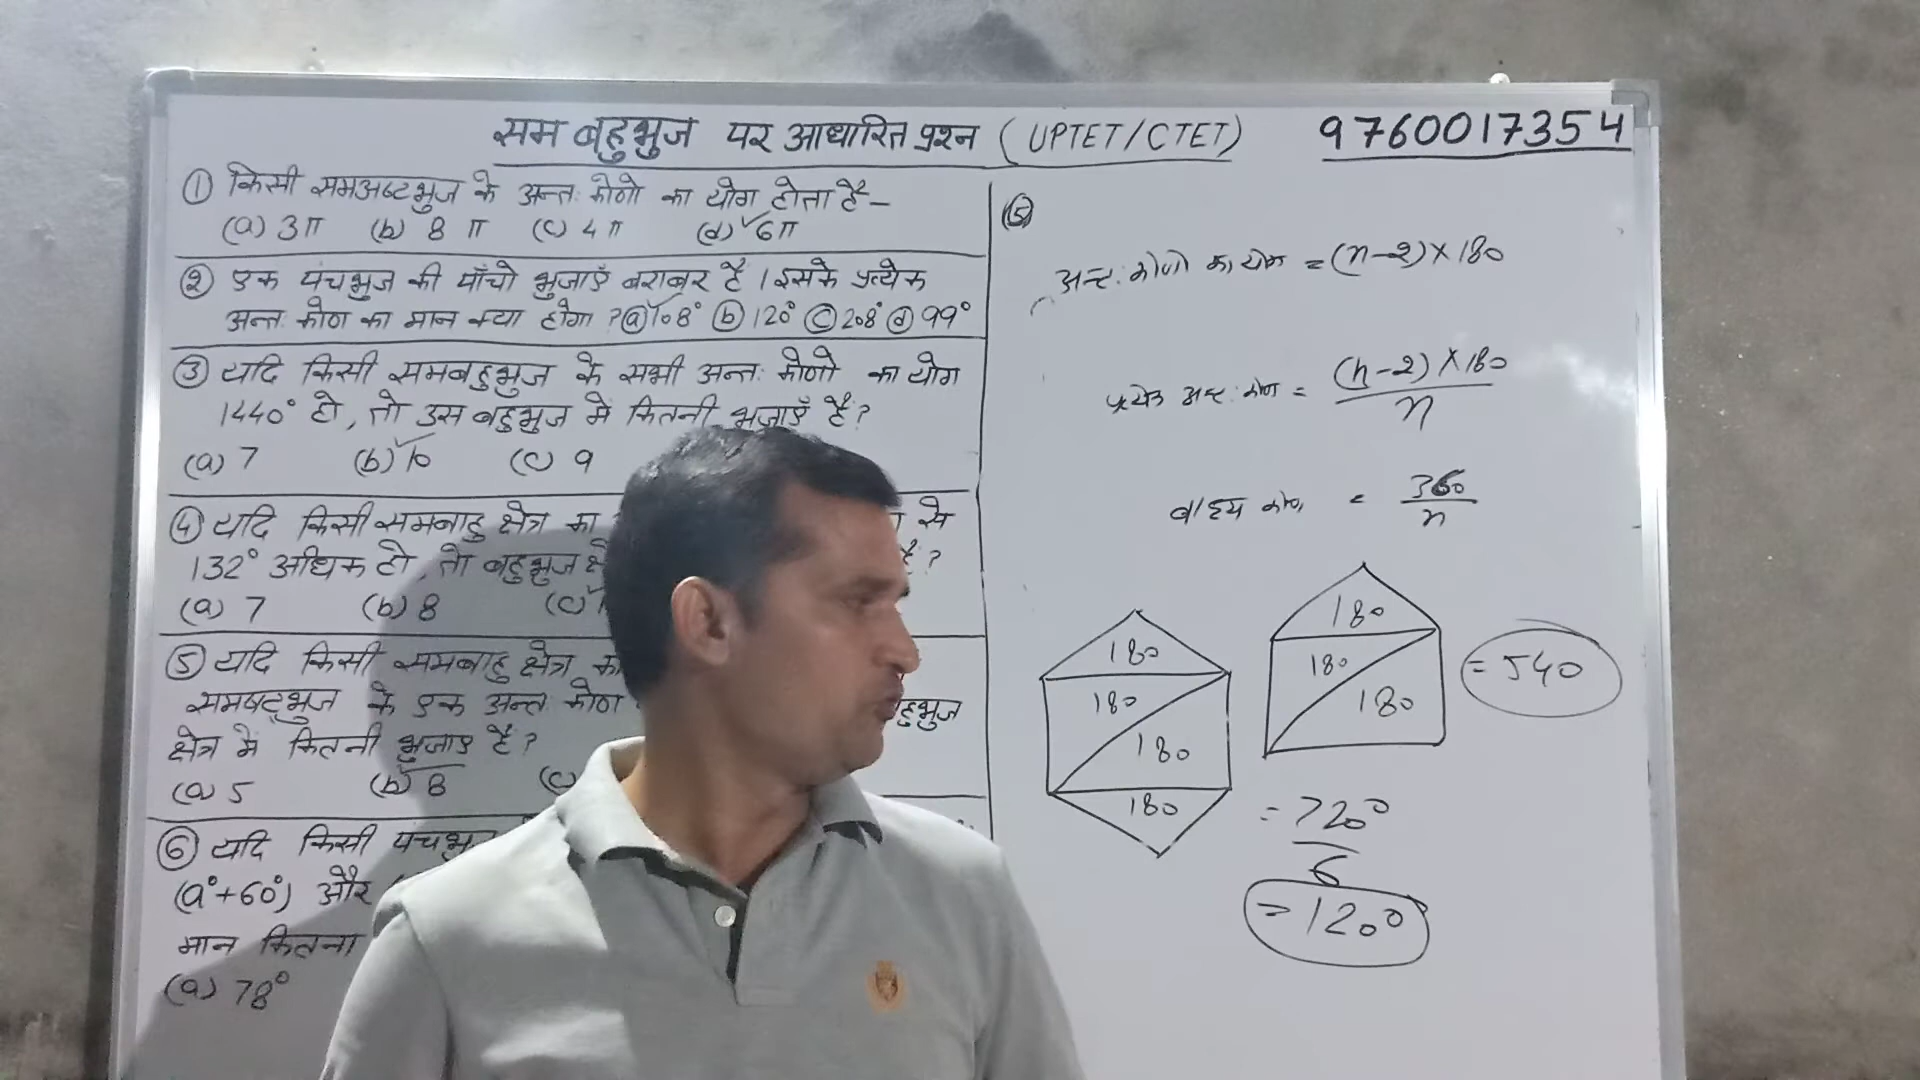 सम बहुभुज पर आधारित प्रश्न (UPTET/CTET) 9760017354
① किसी समअष्टभुज के अन्तः कोणो का योग होता है-
(a) 3π (b) 8 π (c) 4 π (d) ✓6π
② एक पंचभुज की पाँचो भुजाएँ बराबर है। इसके प्रत्येक
अन्तः कोण का मान क्या होगा? ⓐ✓108° ⓑ 120° ⓒ 208° ⓓ 99°
③ यदि किसी समबहुभुज के सभी अन्तः कोणो का योग
1440° हो, तो उस बहुभुज में कितनी भुजाएँ है?
(a) 7 (b) ✓10 (c) 9
④ यदि किसी समबाहु क्षेत्र का से
132° अधिक हो, तो बहुभुज है?
(a) 7 (b) 8 (c)
⑤ यदि किसी समबाहु क्षेत्र का
समषट्भुज के एक अन्तः कोण
क्षेत्र में कितनी भुजाए है?
(a) 5 (b) ✓8 (c)
⑥ यदि किसी पंचभुज
(a°+60°) और
मान कितना
(a) 78°
⑤
अन्तः कोणो का योग = (n-2)×180
प्रत्येक अन्तः कोण = (n-2)×180
n
बाह्य कोण = 360
n
180
180
180
180
180
180
180
= 540
= 720°
6
= 120°